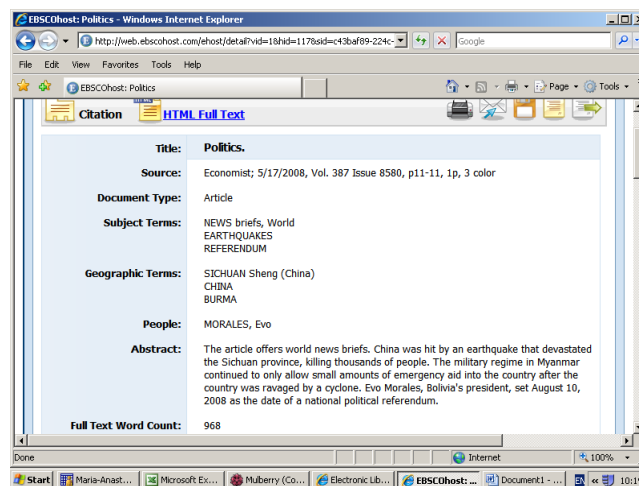 EBSCOhost: Politics - Windows Internet Explorer
http://web.ebscohost.com/ehost/detail?vid=1&hid=117&sid=c43baf89-224c-
Google
File Edit View Favorites Tools Help
EBSCOhost: Politics
Page Tools
Citation HTML Full Text
Title: Politics.
Source: Economist; 5/17/2008, Vol. 387 Issue 8580, p11-11, 1p, 3 color
Document Type: Article
Subject Terms: NEWS briefs, World
EARTHQUAKES
REFERENDUM
Geographic Terms: SICHUAN Sheng (China)
CHINA
BURMA
People: MORALES, Evo
Abstract: The article offers world news briefs. China was hit by an earthquake that devastated
the Sichuan province, killing thousands of people. The military regime in Myanmar
continued to only allow small amounts of emergency aid into the country after the
country was ravaged by a cyclone. Evo Morales, Bolivia's president, set August 10,
2008 as the date of a national political referendum.
Full Text Word Count: 968
Done Internet 100%
Start Maria-Anast... Microsoft Ex... Mulberry (Co... Electronic Lib... EBSCOhost: ... Document1 - ... EN « 10:1